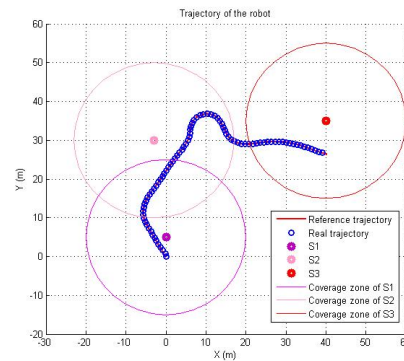 Trajectory of the robot
60
50
40
30
20
10
0
-10
-20
Y (m)
Reference trajectory
Real trajectory
S1
S2
S3
Coverage zone of S1
Coverage zone of S2
Coverage zone of S3
-30 -20 -10 0 10 20 30 40 50 60
X (m)